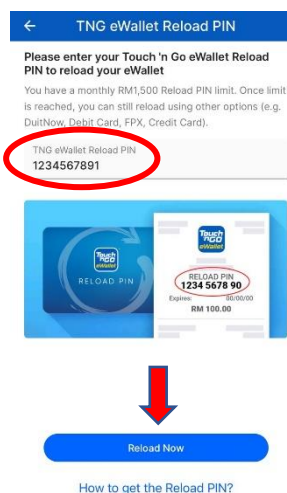 ← TNG eWallet Reload PIN
Please enter your Touch 'n Go eWallet Reload
PIN to reload your eWallet
You have a monthly RM1,500 Reload PIN limit. Once limit
is reached, you can still reload using other options (e.g.
DuitNow, Debit Card, FPX, Credit Card).
TNG eWallet Reload PIN
1234567891
Touch
'nGO
eWallet
RELOAD PIN
Touch
'nGO
eWallet
RELOAD PIN
1234 5678 90
Expires: 00/00/00
RM 100.00
Reload Now
How to get the Reload PIN?